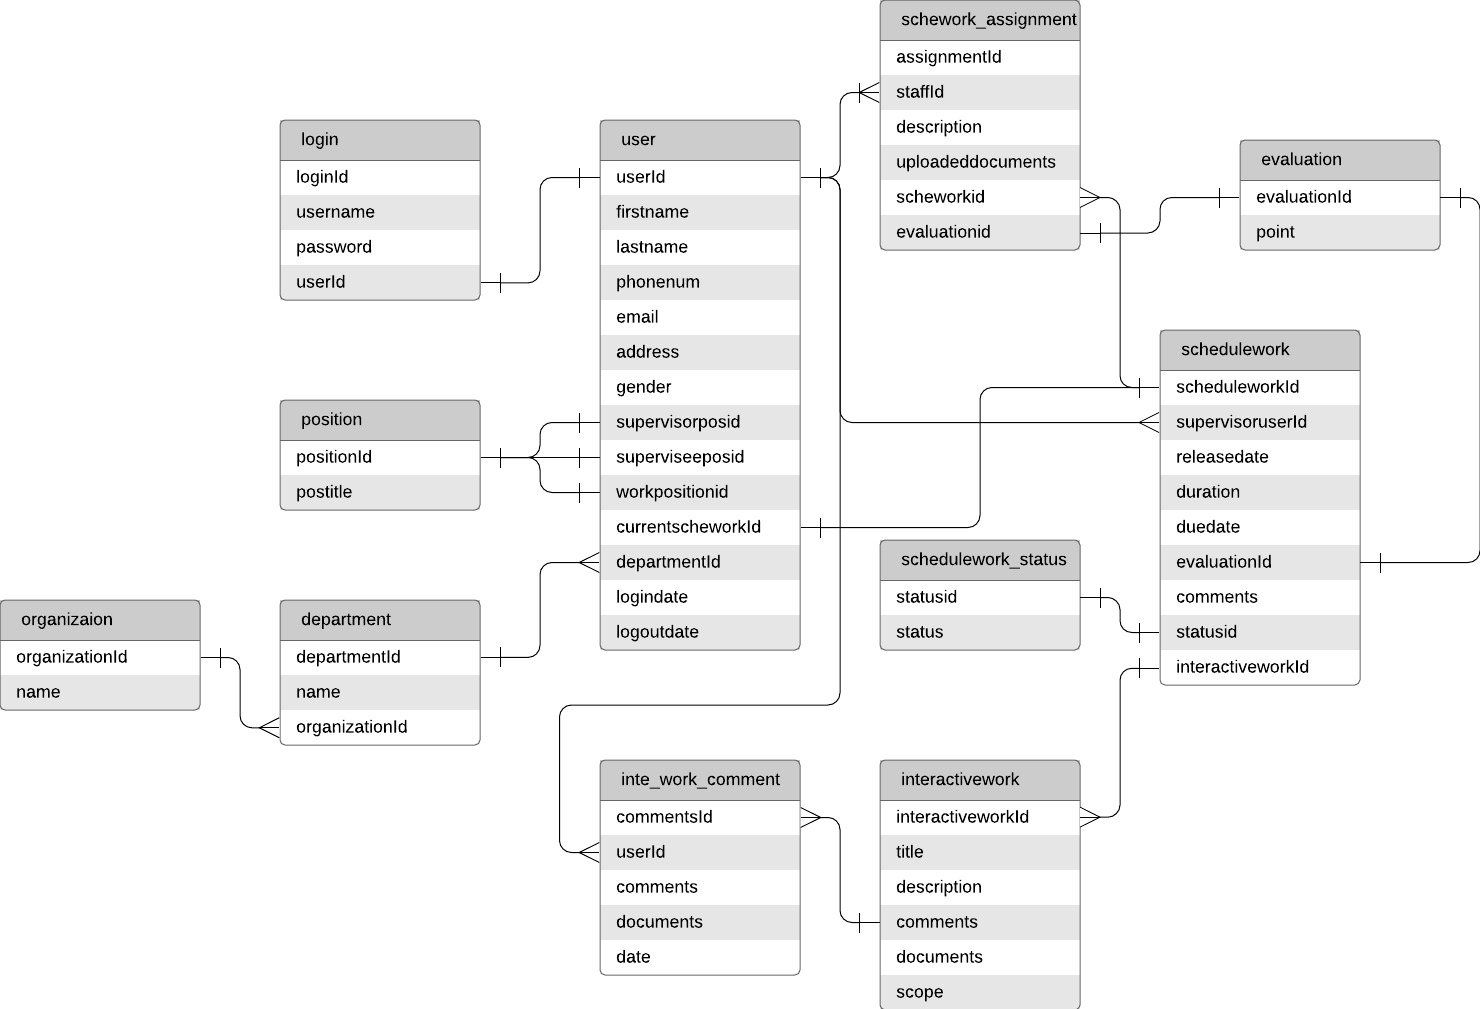 schework_assignment
assignmentId
staffId
description
uploadeddocuments
scheworkid
evaluationid
login
loginId
username
password
userId
user
userId
firstname
lastname
phonenum
email
address
gender
supervisorposid
superviseeposid
workpositionid
currentscheworkId
departmentId
logindate
logoutdate
evaluation
evaluationId
point
position
positionId
postitle
schedulework
scheduleworkId
supervisoruserId
releasedate
duration
duedate
evaluationId
comments
statusid
interactiveworkId
schedulework_status
statusid
status
organizaion
organizationId
name
department
departmentId
name
organizationId
inte_work_comment
commentsId
userId
comments
documents
date
interactivework
interactiveworkId
title
description
comments
documents
scope